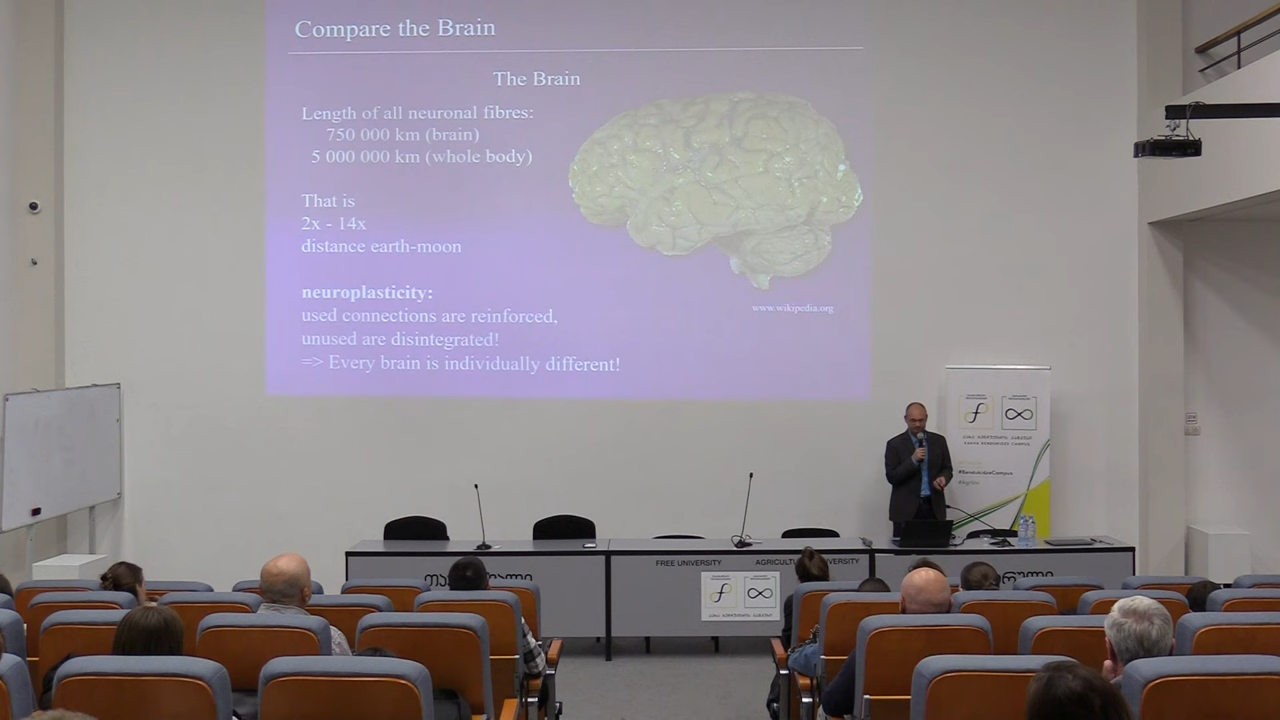 Compare the Brain
The Brain
Length of all neuronal fibres:
750 000 km (brain)
5 000 000 km (whole body)
That is
2x - 14x
distance earth-moon
neuroplasticity:
used connections are reinforced,
unused are disintegrated!
=> Every brain is individually different!
www.wikipedia.org
#BendukidzeCampus
FREE UNIVERSITY